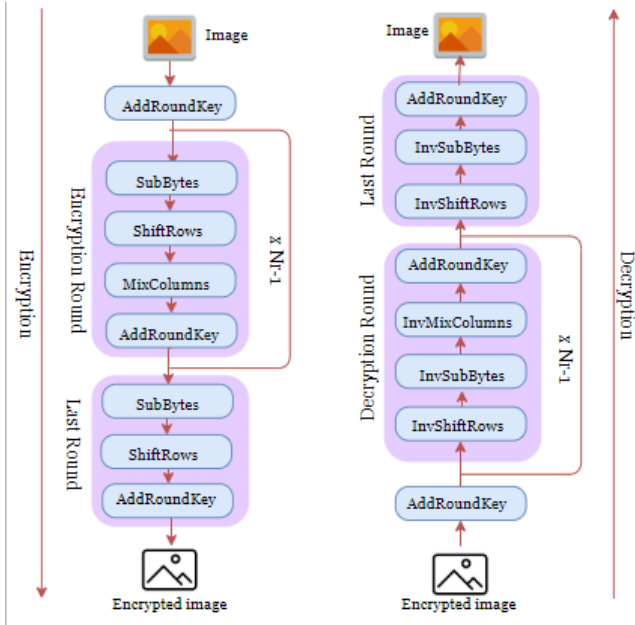 Image
AddRoundKey
SubBytes
ShiftRows
MixColumns
AddRoundKey
Encryption Round
x Nr-1
SubBytes
ShiftRows
AddRoundKey
Last Round
Encrypted image
Encryption
Image
AddRoundKey
InvSubBytes
InvShiftRows
Last Round
AddRoundKey
InvMixColumns
InvSubBytes
InvShiftRows
Decryption Round
x Nr-1
AddRoundKey
Encrypted image
Decryption